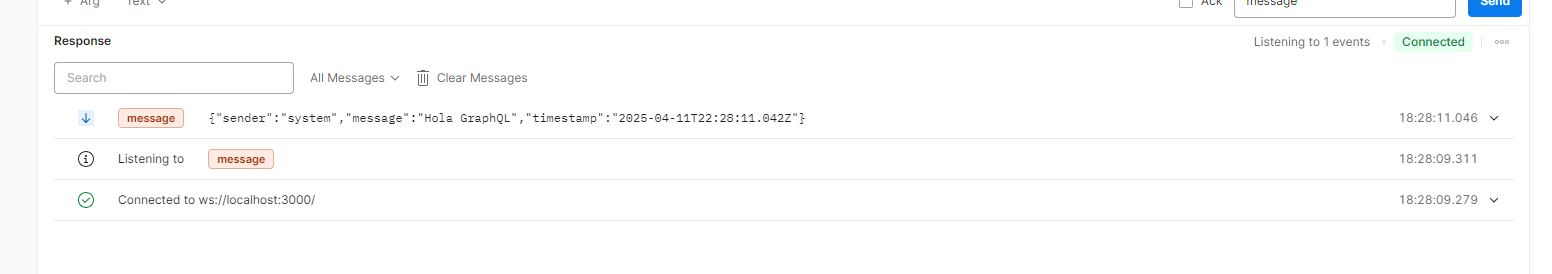 + Arg Text Ack message Send
Response Listening to 1 events Connected
Search All Messages Clear Messages
message {"sender":"system","message":"Hola GraphQL","timestamp":"2025-04-11T22:28:11.042Z"} 18:28:11.046
Listening to message 18:28:09.311
Connected to ws://localhost:3000/ 18:28:09.279